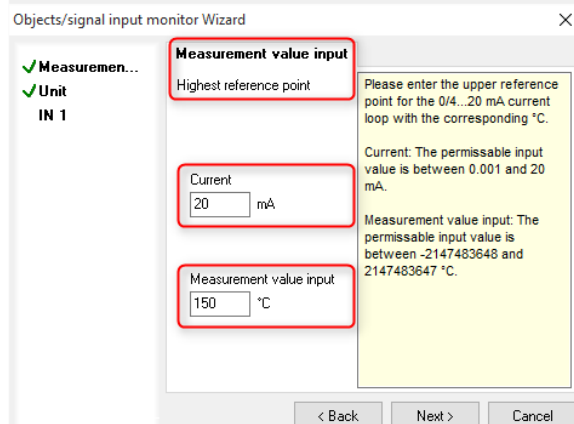 Objects/signal input monitor Wizard
Measuremen...
Unit
IN 1
Measurement value input
Highest reference point
Current
20 mA
Measurement value input
150 °C
Please enter the upper reference
point for the 0/4...20 mA current
loop with the corresponding °C.
Current: The permissable input
value is between 0.001 and 20
mA.
Measurement value input: The
permissable input value is
between -2147483648 and
2147483647 °C.
< Back
Next >
Cancel